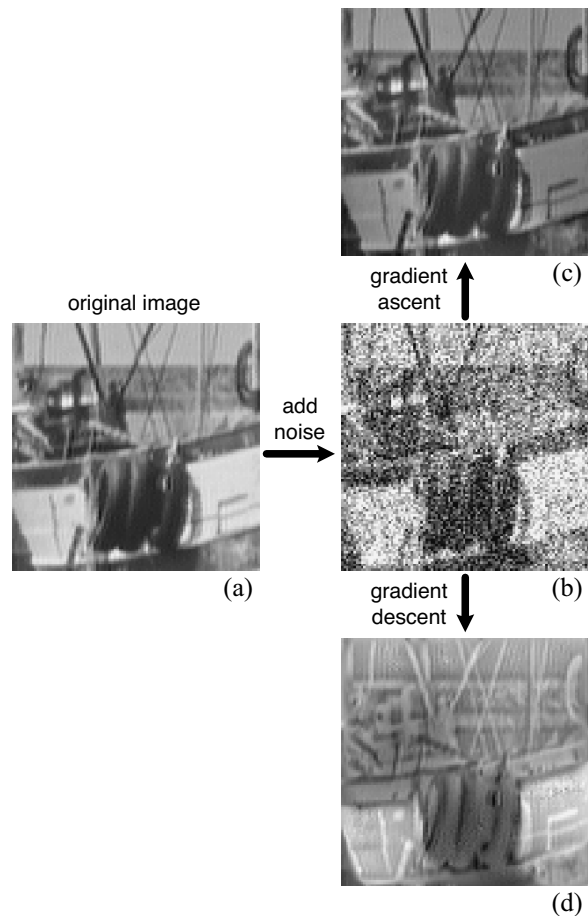 (c)
gradient
ascent
original image
add
noise
(a)
(b)
gradient
descent
(d)